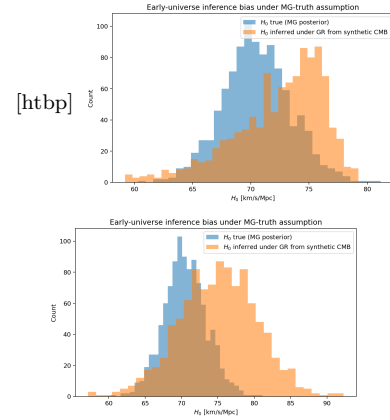 Early-universe inference bias under MG-truth assumption
H₀ true (MG posterior)
H₀ inferred under GR from synthetic CMB
80
60
40
20
0
Count
60
65
70
75
80
H₀ [km/s/Mpc]
[htbp]
Early-universe inference bias under MG-truth assumption
H₀ true (MG posterior)
H₀ inferred under GR from synthetic CMB
100
80
60
40
20
0
Count
60
65
70
75
80
85
90
H₀ [km/s/Mpc]